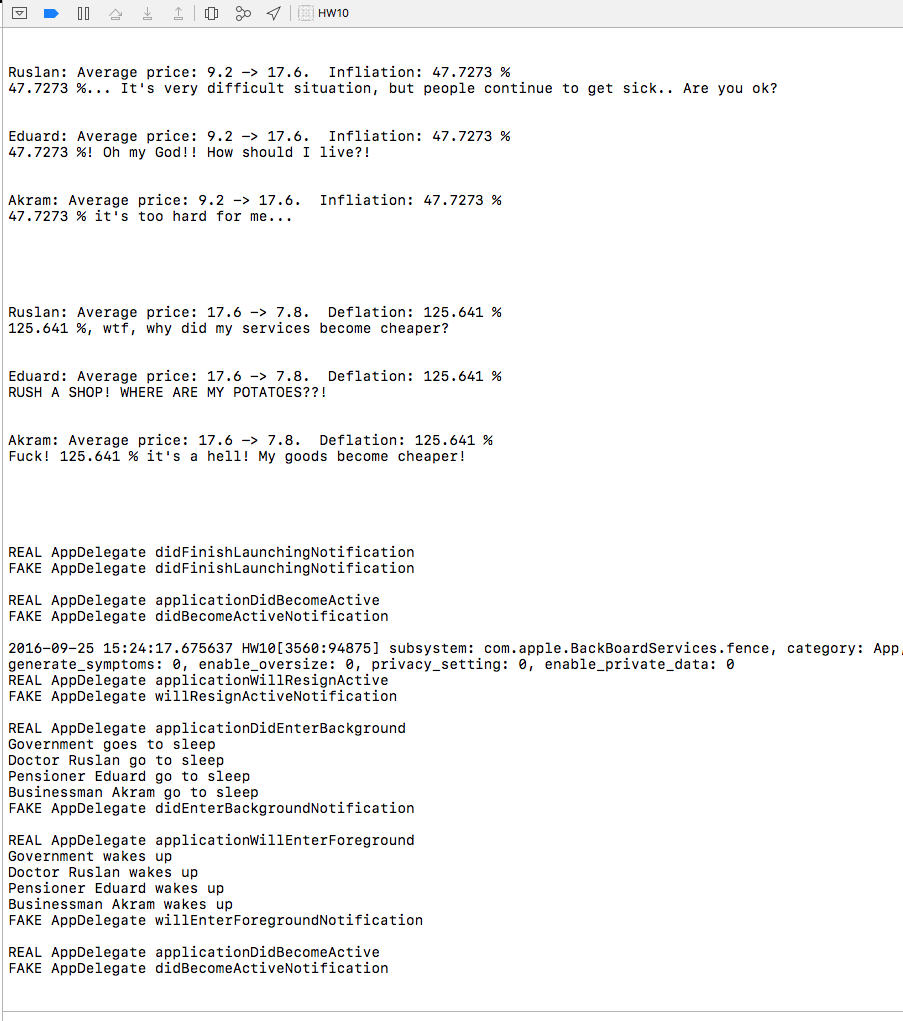 HW10
Ruslan: Average price: 9.2 —> 17.6.  Infliation: 47.7273 %
47.7273 %... It's very difficult situation, but people continue to get sick.. Are you ok?
Eduard: Average price: 9.2 —> 17.6.  Infliation: 47.7273 %
47.7273 %! Oh my God!! How should I live?!
Akram: Average price: 9.2 —> 17.6.  Infliation: 47.7273 %
47.7273 % it's too hard for me...
Ruslan: Average price: 17.6 —> 7.8.  Deflation: 125.641 %
125.641 %, wtf, why did my services become cheaper?
Eduard: Average price: 17.6 —> 7.8.  Deflation: 125.641 %
RUSH A SHOP! WHERE ARE MY POTATOES??!
Akram: Average price: 17.6 —> 7.8.  Deflation: 125.641 %
Fuck! 125.641 % it's a hell! My goods become cheaper!
REAL AppDelegate didFinishLaunchingNotification
FAKE AppDelegate didFinishLaunchingNotification
REAL AppDelegate applicationDidBecomeActive
FAKE AppDelegate didBecomeActiveNotification
2016-09-25 15:24:17.675637 HW10[3560:94875] subsystem: com.apple.BackBoardServices.fence, category: App,
generate_symptoms: 0, enable_oversize: 0, privacy_setting: 0, enable_private_data: 0
REAL AppDelegate applicationWillResignActive
FAKE AppDelegate willResignActiveNotification
REAL AppDelegate applicationDidEnterBackground
Government goes to sleep
Doctor Ruslan go to sleep
Pensioner Eduard go to sleep
Businessman Akram go to sleep
FAKE AppDelegate didEnterBackgroundNotification
REAL AppDelegate applicationWillEnterForeground
Government wakes up
Doctor Ruslan wakes up
Pensioner Eduard wakes up
Businessman Akram wakes up
FAKE AppDelegate willEnterForegroundNotification
REAL AppDelegate applicationDidBecomeActive
FAKE AppDelegate didBecomeActiveNotification